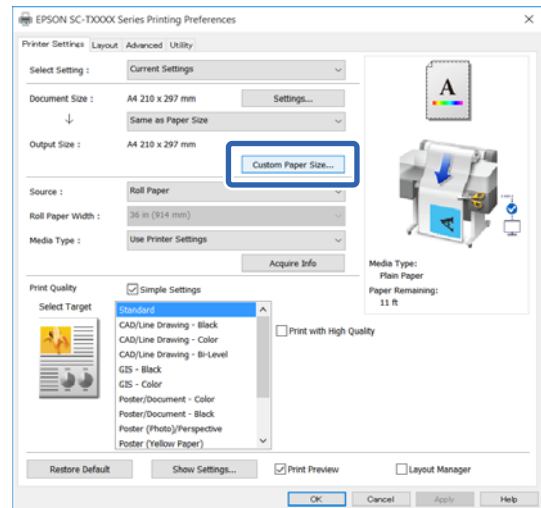 EPSON SC-TXXXX Series Printing Preferences
Printer Settings Layout Advanced Utility
Select Setting : Current Settings
Document Size : A4 210 x 297 mm Settings...
Same as Paper Size
Output Size : A4 210 x 297 mm
Custom Paper Size...
Source : Roll Paper
Roll Paper Width : 36 in (914 mm)
Media Type : Use Printer Settings
Acquire Info
A
A
Media Type:
Plain Paper
Paper Remaining:
11 ft
Print Quality Simple Settings
Select Target
Standard
CAD/Line Drawing - Black
CAD/Line Drawing - Color
CAD/Line Drawing - Bi-Level
GIS - Black
GIS - Color
Poster/Document - Color
Poster/Document - Black
Poster (Photo)/Perspective
Poster (Yellow Paper)
Print with High Quality
Restore Default Show Settings... Print Preview Layout Manager
OK Cancel Apply Help